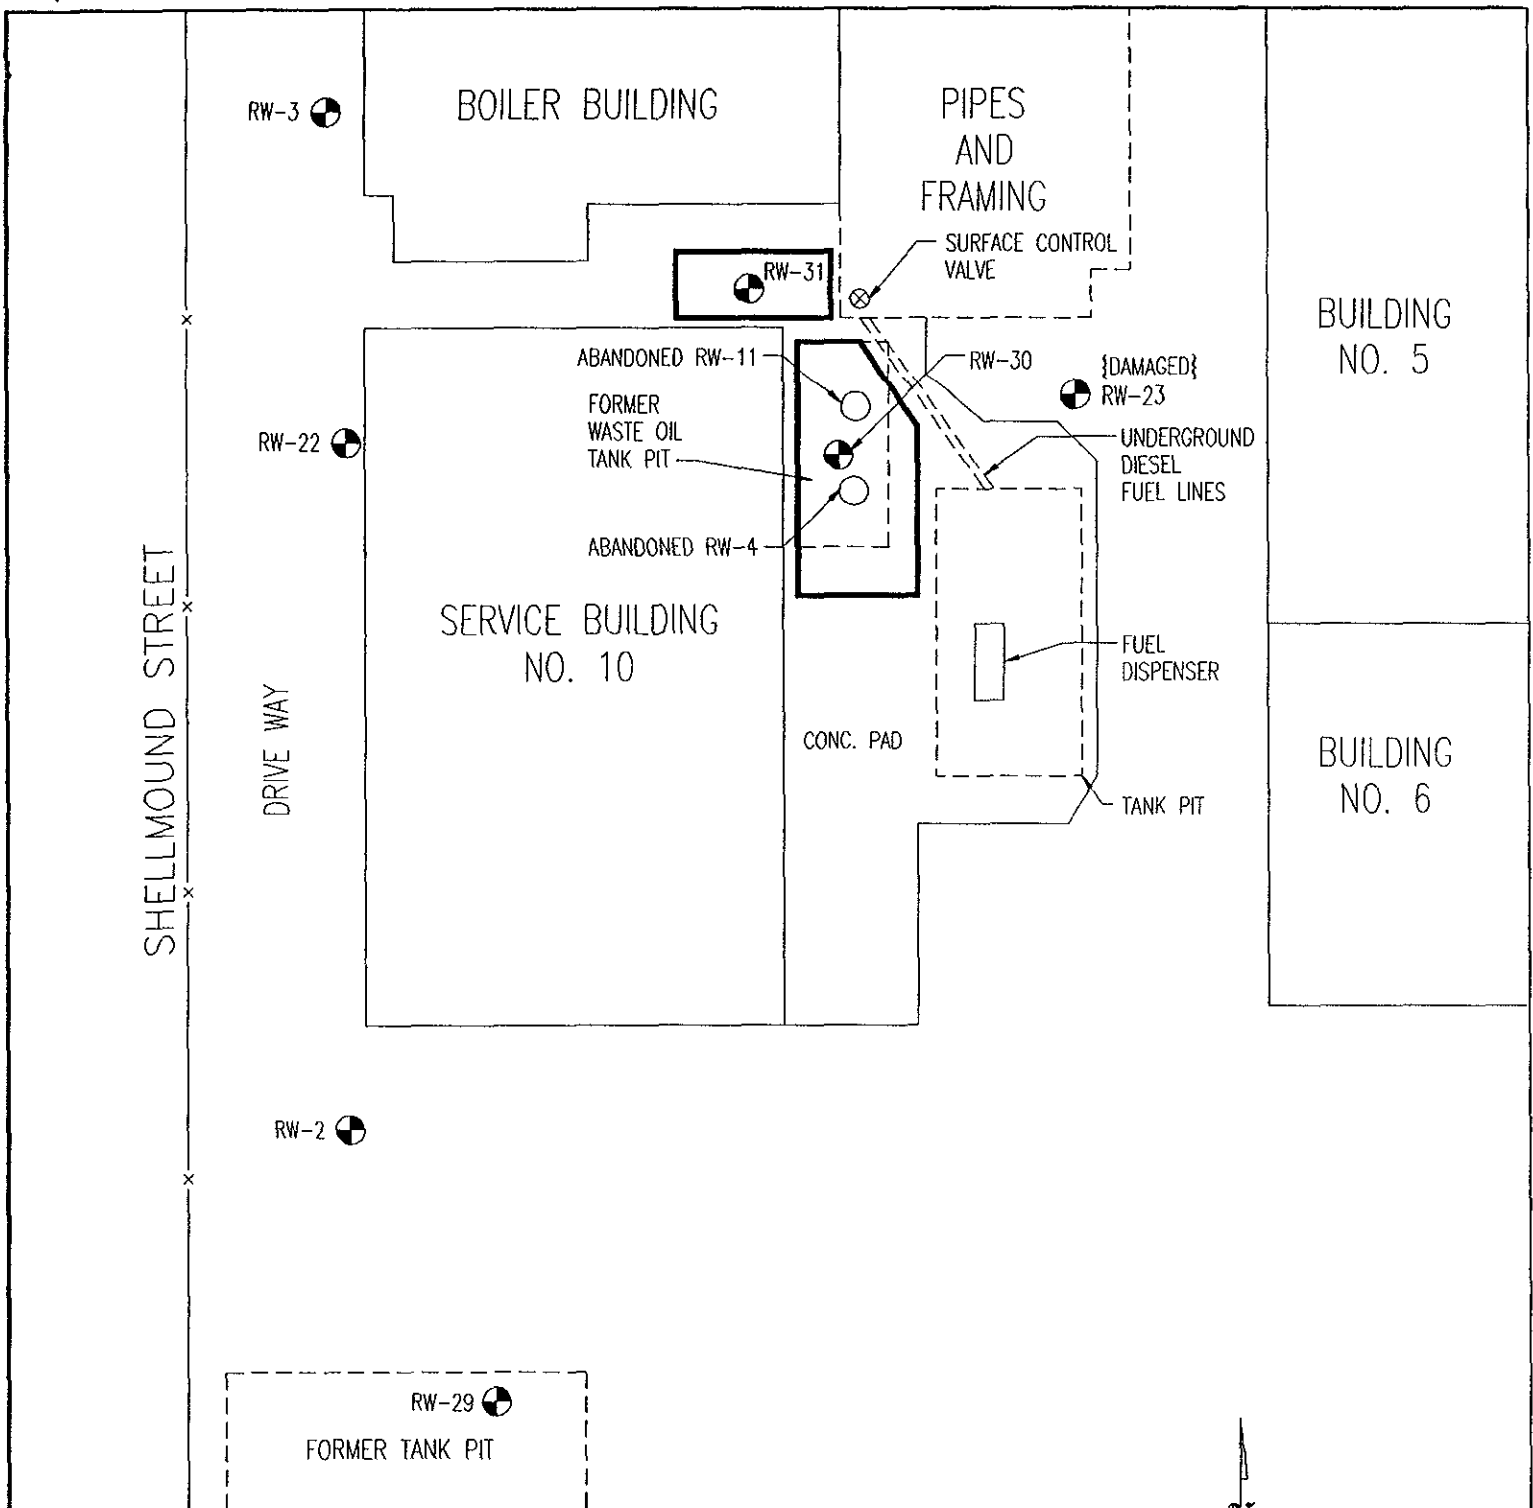 RW-3
BOILER BUILDING
PIPES
AND
FRAMING
SURFACE CONTROL
VALVE
RW-31
BUILDING
NO. 5
ABANDONED RW-11
RW-30
{DAMAGED{
RW-23
FORMER
WASTE OIL
TANK PIT
RW-22
UNDERGROUND
DIESEL
FUEL LINES
ABANDONED RW-4
SHELLMOUND STREET
DRIVE WAY
SERVICE BUILDING
NO. 10
FUEL
DISPENSER
CONC. PAD
BUILDING
NO. 6
TANK PIT
RW-2
RW-29
FORMER TANK PIT